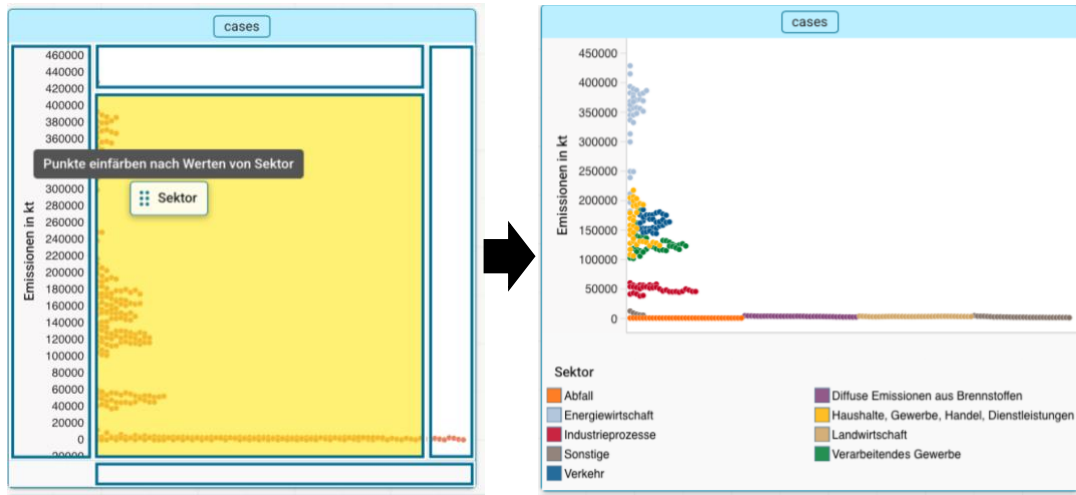 cases
460000
440000
420000
400000
380000
360000
Punkte einfärben nach Werten von Sektor
300000
Sektor
280000
260000
240000
220000
200000
180000
160000
140000
120000
100000
80000
60000
40000
20000
0
20000
Emissionen in kt
cases
450000
400000
350000
300000
250000
200000
150000
100000
50000
0
Emissionen in kt
Sektor
Abfall
Energiewirtschaft
Industrieprozesse
Sonstige
Verkehr
Diffuse Emissionen aus Brennstoffen
Haushalte, Gewerbe, Handel, Dienstleistungen
Landwirtschaft
Verarbeitendes Gewerbe